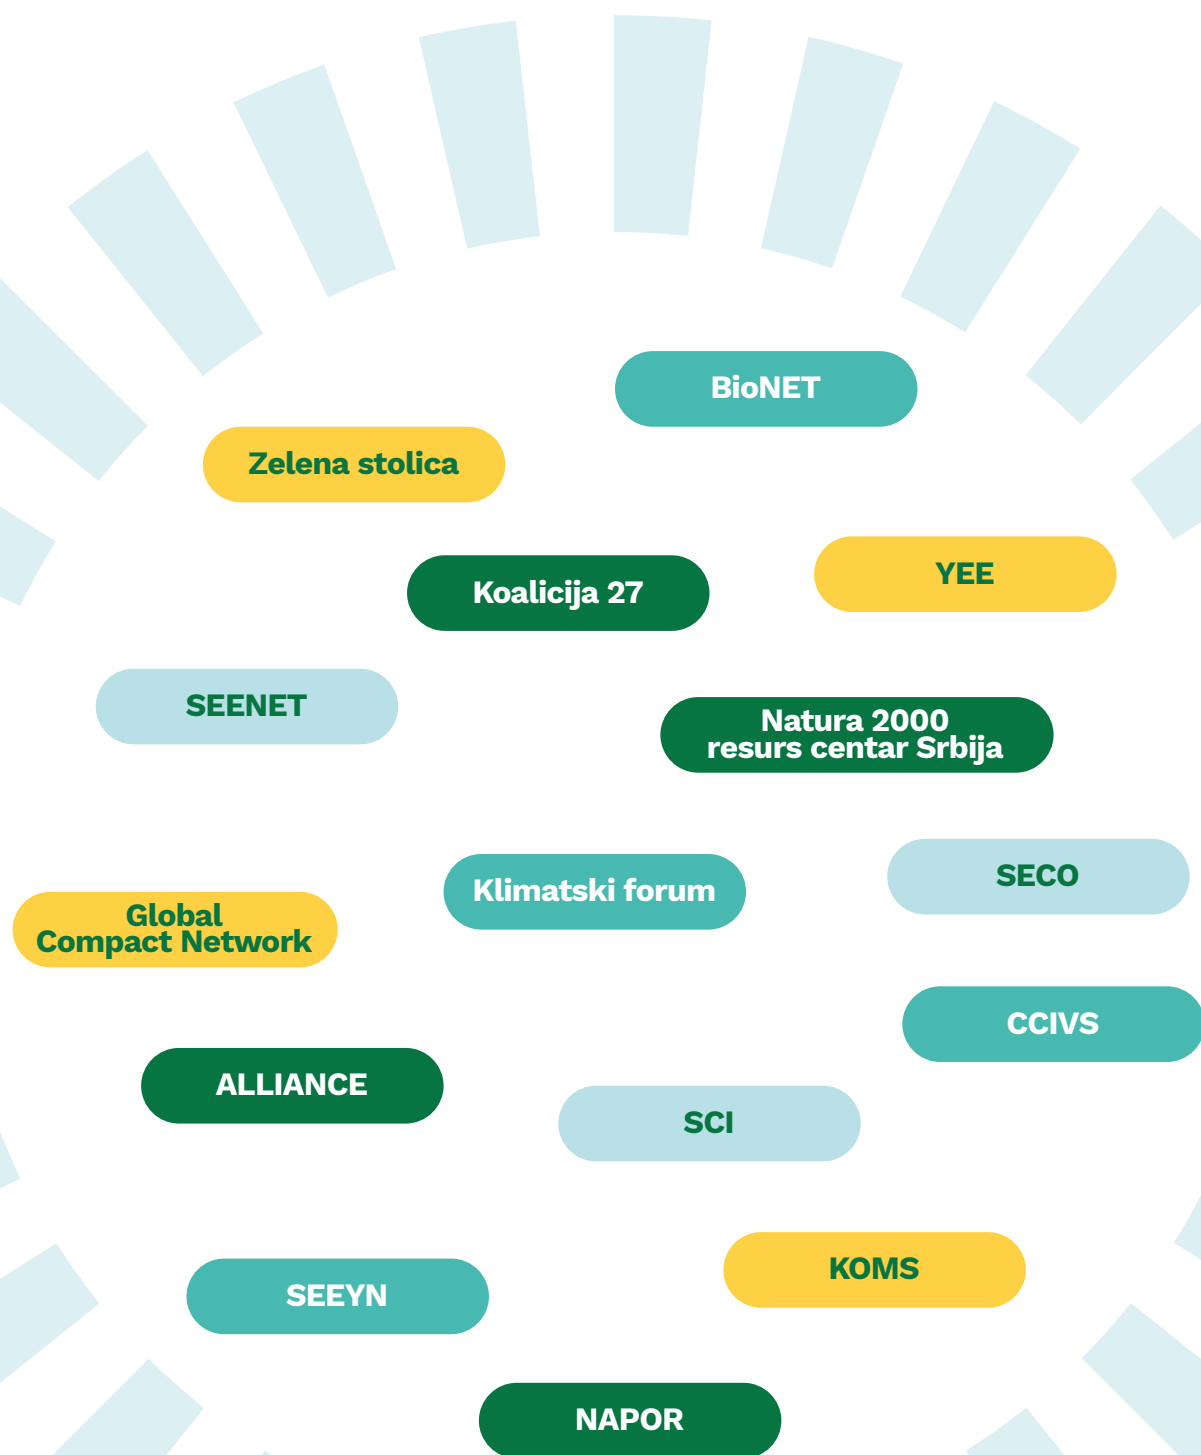 BioNET
Zelena stolica
Koalicija 27
YEE
SEENET
Natura 2000
resurs centar Srbija
Klimatski forum
SECO
Global
Compact Network
CCIVS
ALLIANCE
SCI
KOMS
SEEYN
NAPOR